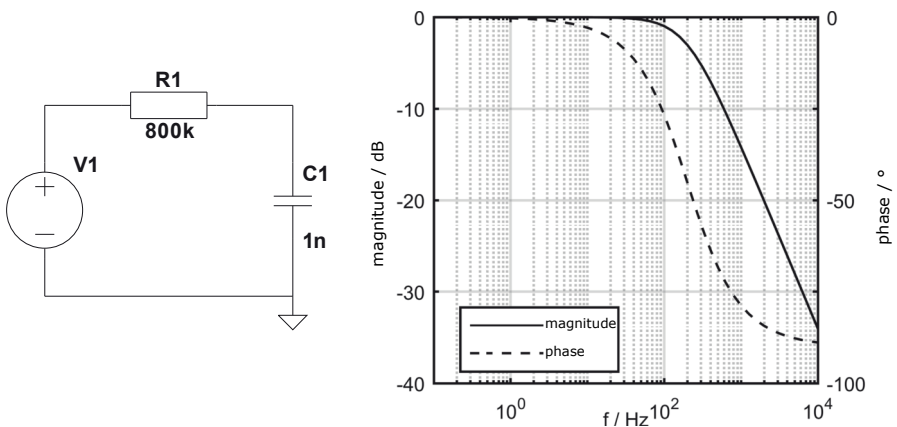 R1
800k
V1
C1
1n
magnitude / dB
0
-10
-20
-30
-40
0
-50
-100
phase / °
magnitude
phase
10^0
10^2
10^4
f / Hz